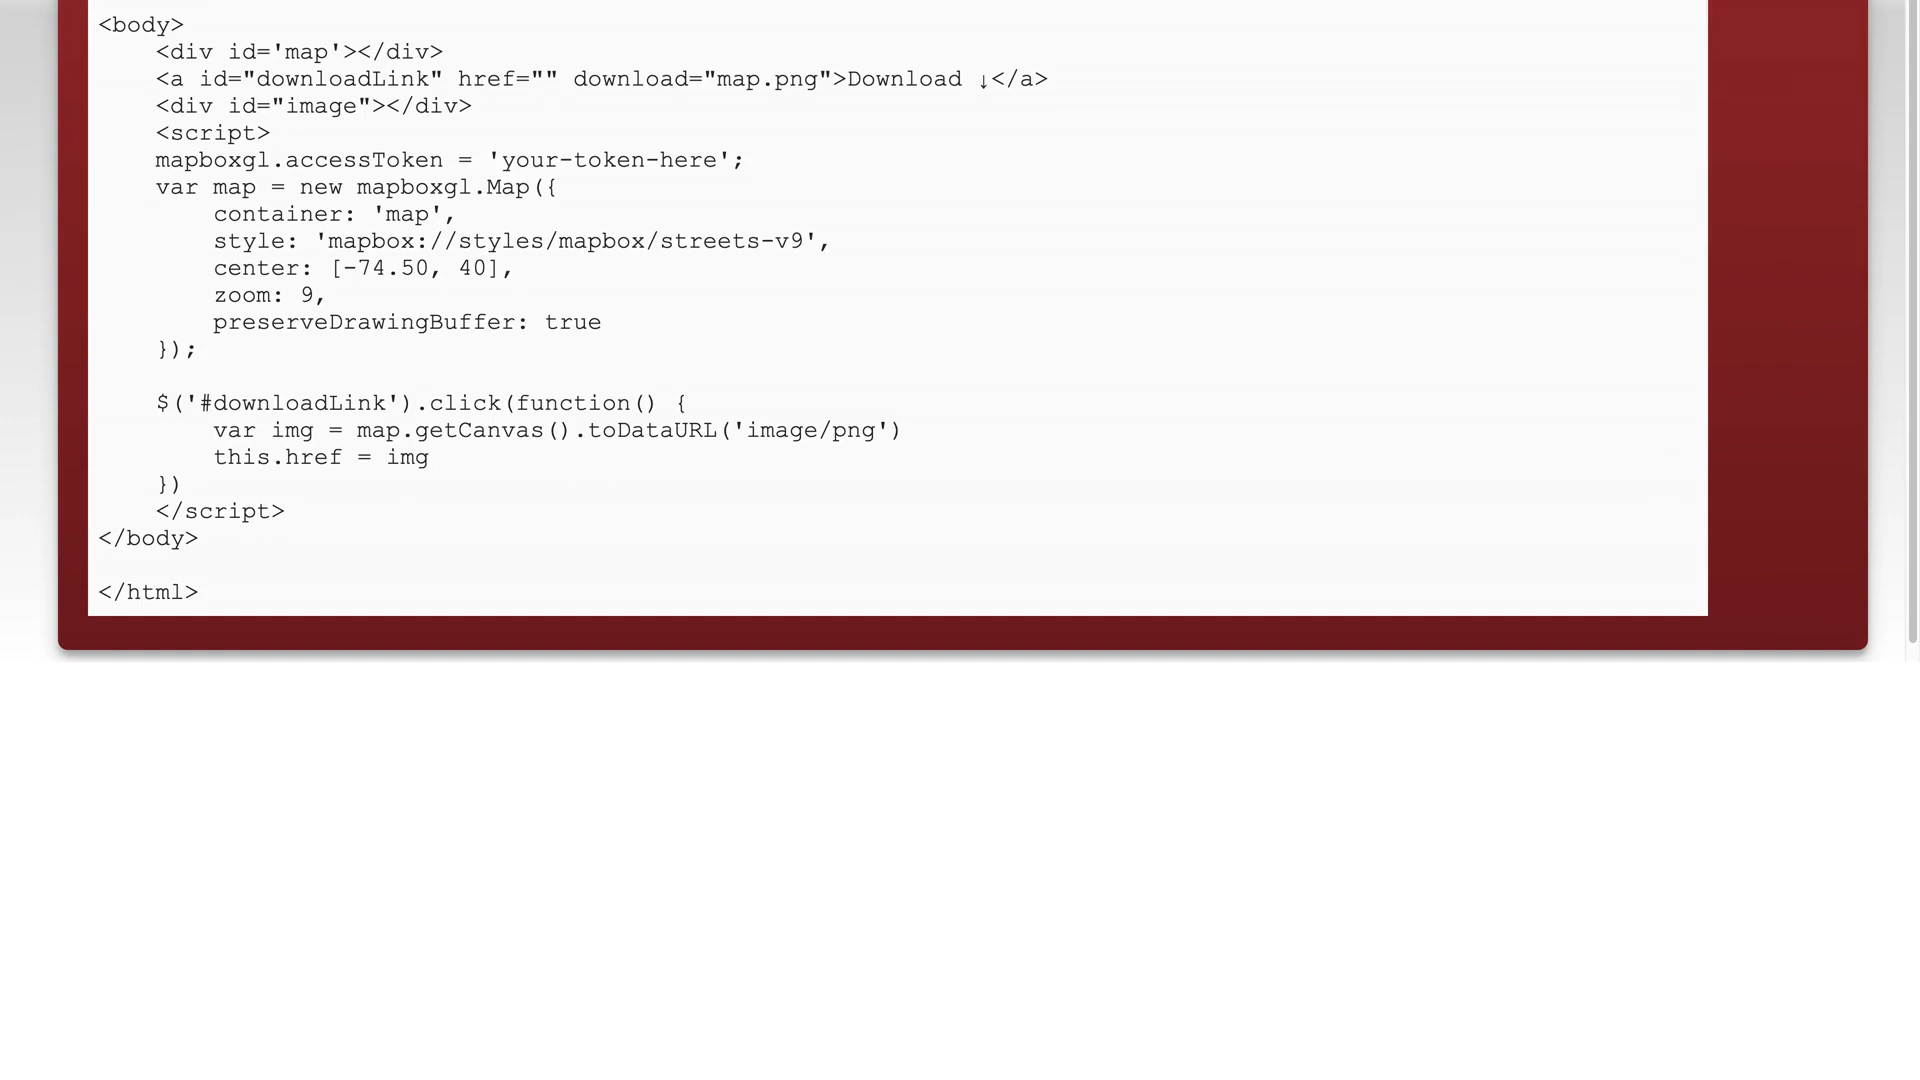 <body>
<div id='map'></div>
<a id="downloadLink" href="" download="map.png">Download ↓</a>
<div id="image"></div>
<script>
mapboxgl.accessToken = 'your-token-here';
var map = new mapboxgl.Map({
container: 'map',
style: 'mapbox://styles/mapbox/streets-v9',
center: [-74.50, 40],
zoom: 9,
preserveDrawingBuffer: true
});
$('#downloadLink').click(function() {
var img = map.getCanvas().toDataURL('image/png')
this.href = img
})
</script>
</body>
</html>